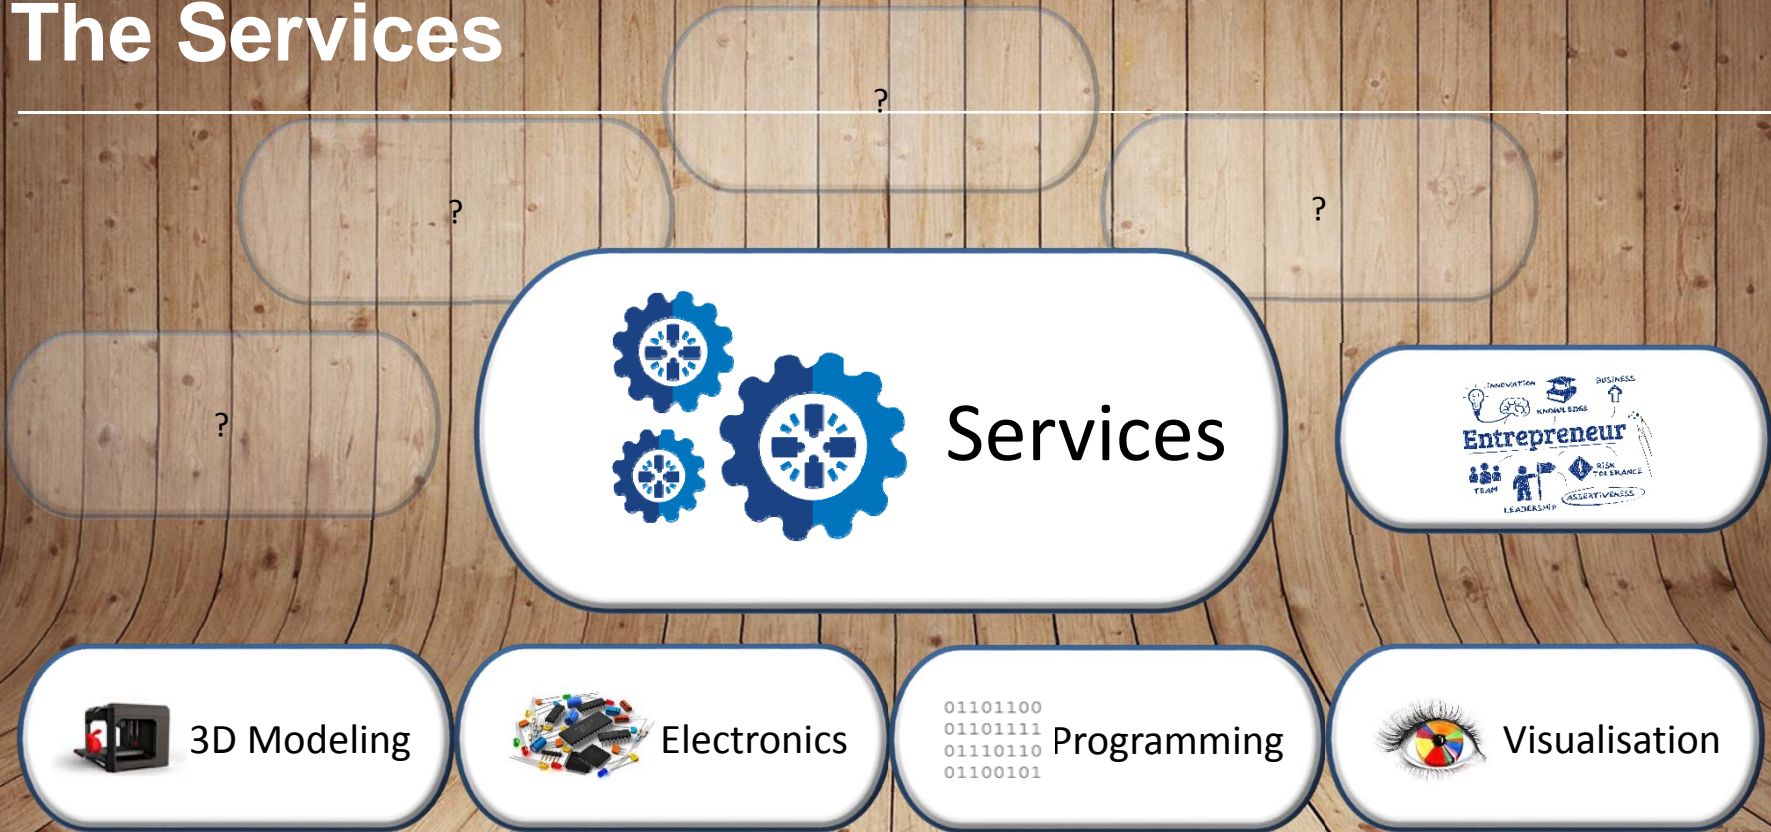 The Services
?
?
?
?
Services
INNOVATION
BUSINESS
KNOWLEDGE
Entrepreneur
RISK
TOLERANCE
TEAM
ASSERTIVENESS
LEADERSHIP
3D Modeling
Electronics
01101100
01101111
01110110
01100101
Programming
Visualisation